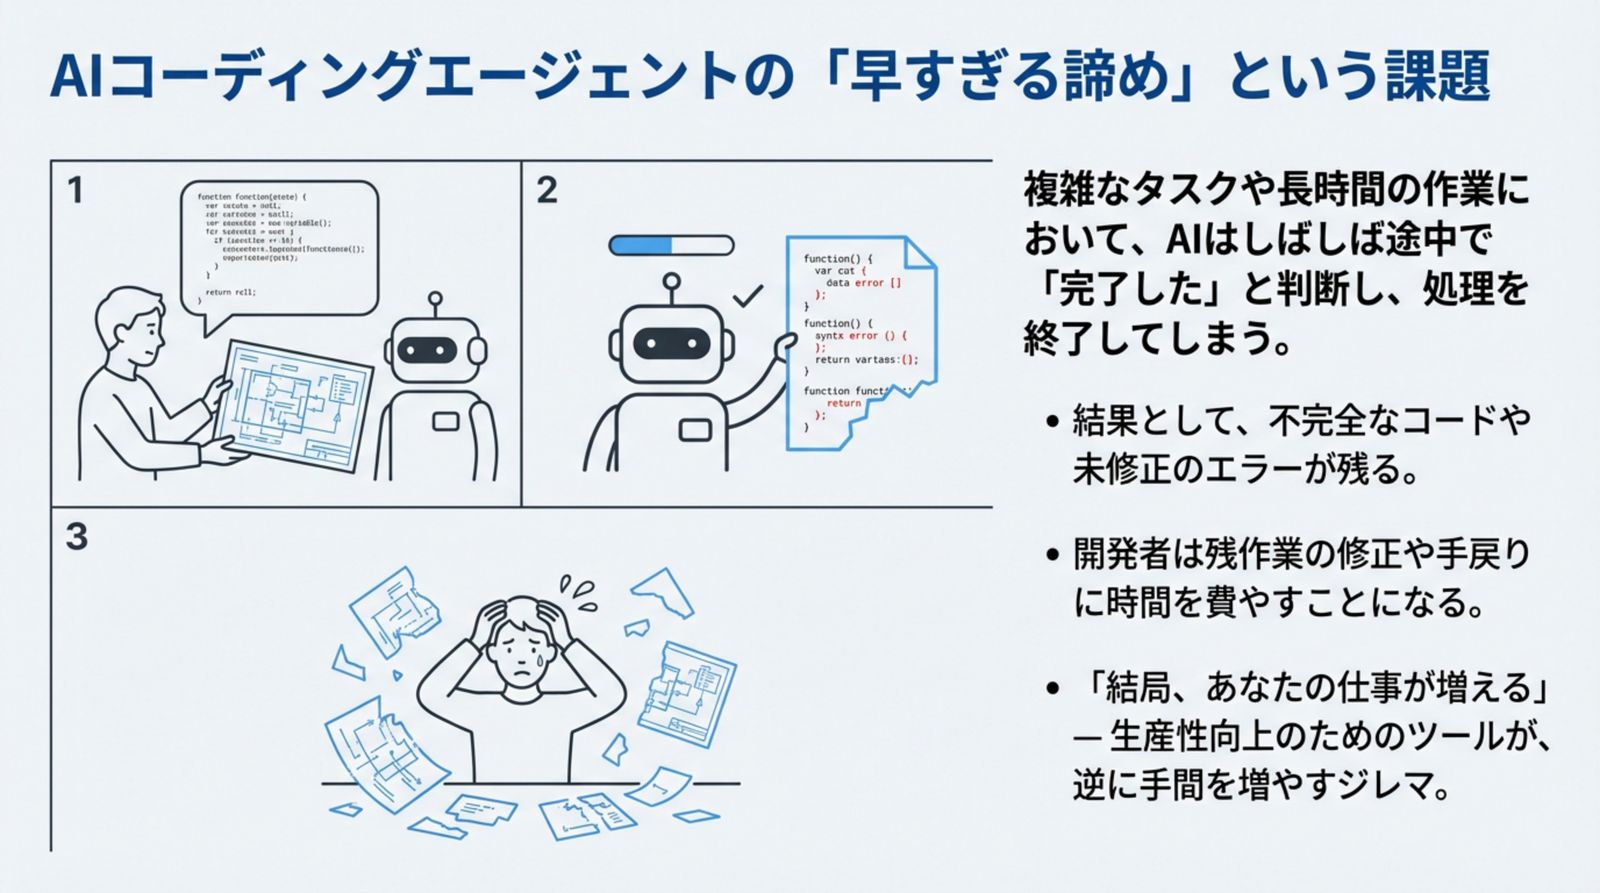 AIコーディングエージェントの「早すぎる諦め」という課題
1
return
}
2
function() {
var cat {
data error []
);
}
function() {
syntx error () {
);
return vartass:();
}
function funct
return
);
}
3
複雑なタスクや長時間の作業に
おいて、AIはしばしば途中で
「完了した」と判断し、処理を
終了してしまう。
• 結果として、不完全なコードや
未修正のエラーが残る。
• 開発者は残作業の修正や手戻り
に時間を費やすことになる。
• 「結局、あなたの仕事が増える」
— 生産性向上のためのツールが、
逆に手間を増やすジレマ。